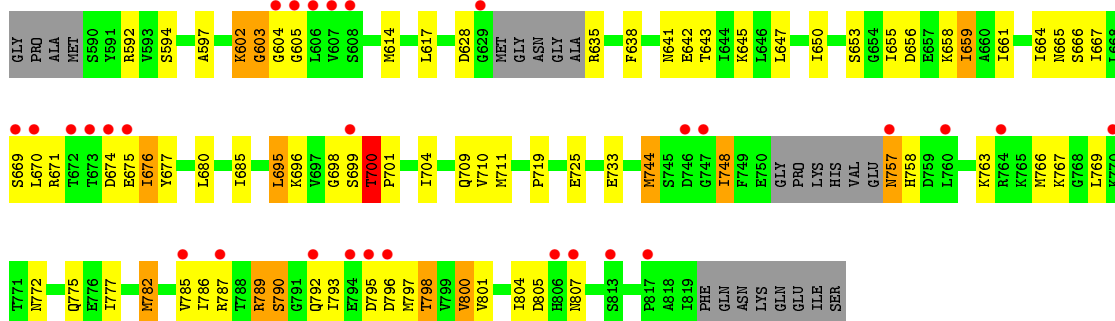 GLY PRO ALA MET S590 Y591 R592 V593 S594 A597 K602 G603 G604 G605 L606 V607 S608 M614 L617 D628 G629 MET GLY ASN GLY ALA R635 F638 N641 E642 T643 I644 K645 L646 L647 I650 S653 G654 I655 D656 E657 K658 I659 A660 I661 I664 N665 S666 I667 L668
S669 L670 R671 T672 T673 D674 E675 I676 Y677 L680 I685 L695 K696 V697 G698 S699 T700 P701 I704 Q709 V710 M711 P719 E725 E733 M744 S745 D746 G747 I748 F749 E750 GLY PRO LYS HIS VAL GLU N757 H758 D759 L760 K763 R764 K765 M766 K767 G768 L769 K770
T771 N772 Q775 E776 I777 M782 V785 I786 R787 T788 R789 S790 G791 Q792 I793 E794 D795 D796 M797 T798 V799 V800 V801 I804 D805 H806 N807 S813 P817 A818 I819 PHE GLN ASN LYS GLN GLU ILE SER